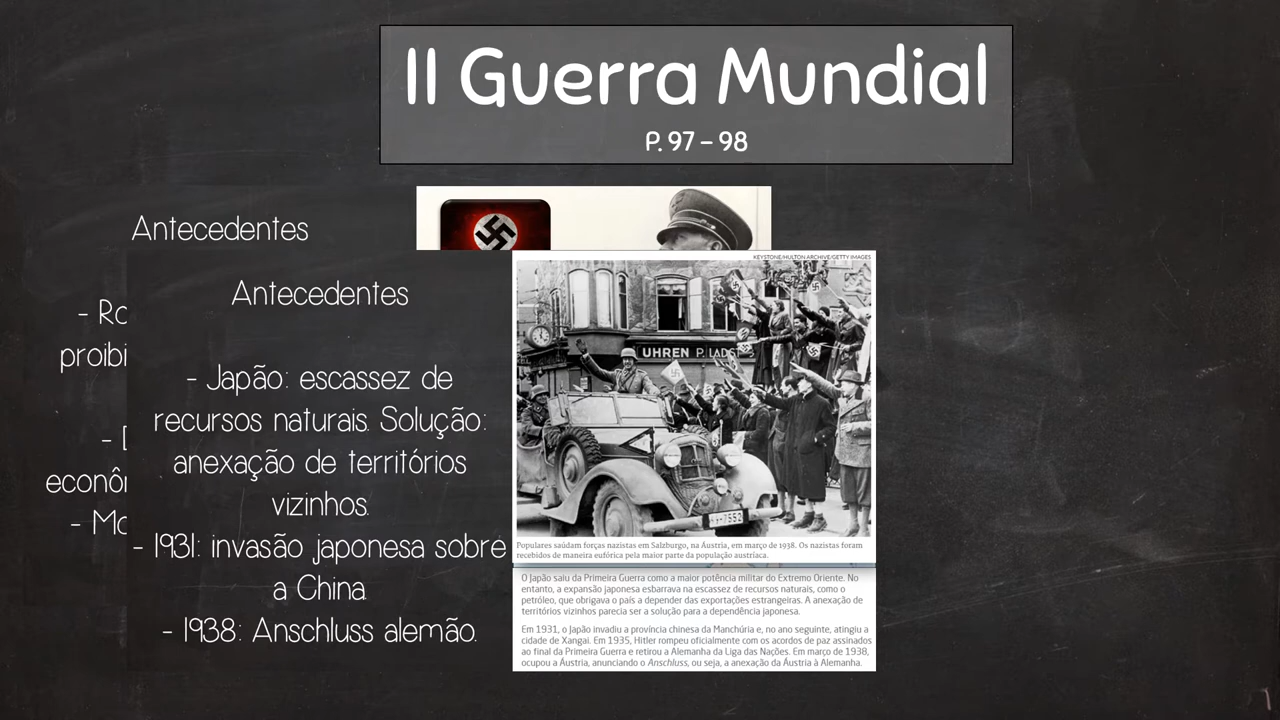 II Guerra Mundial
P. 97 – 98
Antecedentes
- Ro
proibi
- 
econôm
- Mo
Antecedentes
- Japão: escassez de
recursos naturais. Solução:
anexação de territórios
vizinhos.
- 1931: invasão japonesa sobre
a China.
- 1938: Anschluss alemão.
KEYSTONE/HULTON ARCHIVE/GETTY IMAGES
UHREN P. LADST
Populares saúdam forças nazistas em Salzburgo, na Áustria, em março de 1938. Os nazistas foram
recebidos de maneira eufórica pela maior parte da população austríaca.
O Japão saiu da Primeira Guerra como a maior potência militar do Extremo Oriente. No
entanto, a expansão japonesa esbarrava na escassez de recursos naturais, como o
petróleo, que obrigava o país a depender das exportações estrangeiras. A anexação de
territórios vizinhos parecia ser a solução para a dependência japonesa.
Em 1931, o Japão invadiu a província chinesa da Manchúria e, no ano seguinte, atingiu a
cidade de Xangai. Em 1935, Hitler rompeu oficialmente com os acordos de paz assinados
ao final da Primeira Guerra e retirou a Alemanha da Liga das Nações. Em março de 1938,
ocupou a Áustria, anunciando o Anschluss, ou seja, a anexação da Áustria à Alemanha.